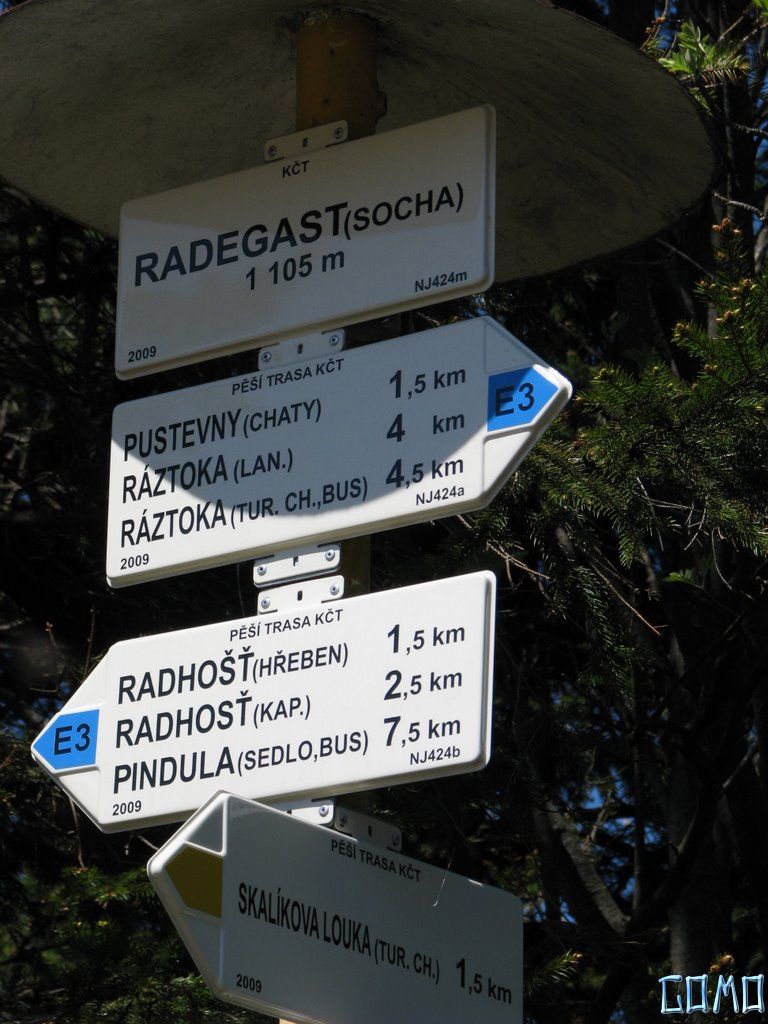 KČT
RADEGAST (SOCHA)
1 105 m
2009 NJ424m
PĚŠÍ TRASA KČT
PUSTEVNY (CHATY) 1,5 km
RÁZTOKA (LAN.) 4 km
RÁZTOKA (TUR. CH.,BUS) 4,5 km
E3
2009 NJ424a
PĚŠÍ TRASA KČT
RADHOŠŤ (HŘEBEN) 1,5 km
RADHOSŤ (KAP.) 2,5 km
PINDULA (SEDLO,BUS) 7,5 km
E3
2009 NJ424b
PĚŠÍ TRASA KČT
SKALÍKOVA LOUKA (TUR. CH.) 1,5 km
2009
COMO